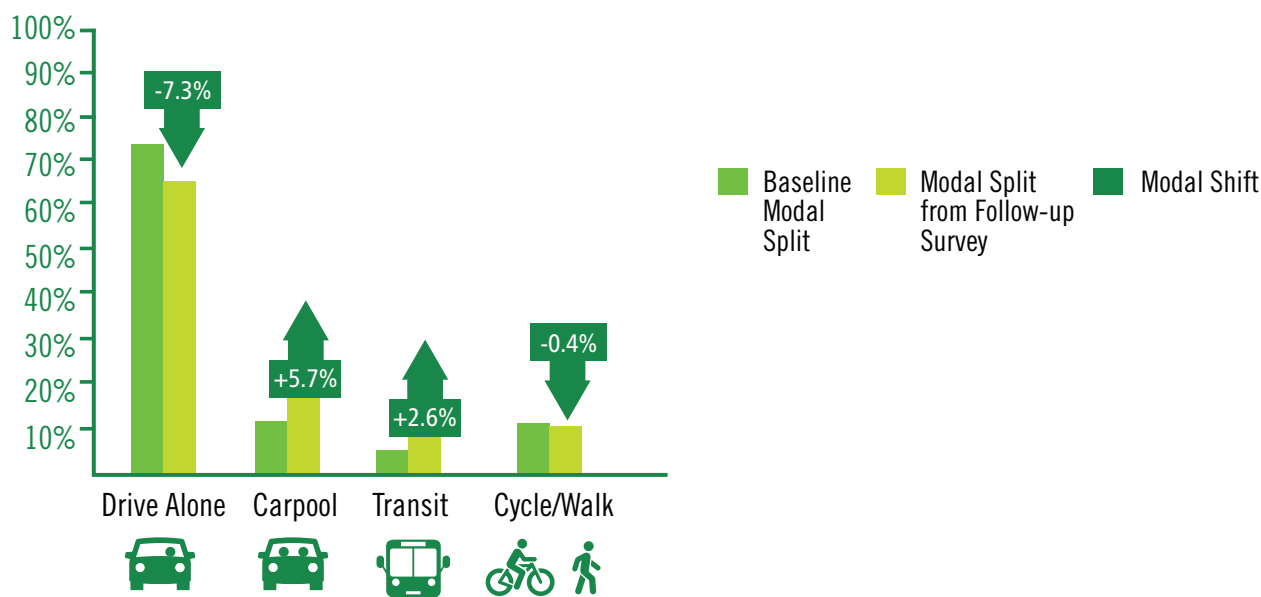 100%
90%
80%
70%
60%
50%
40%
30%
20%
10%
-7.3%
+5.7%
+2.6%
-0.4%
Drive Alone
Carpool
Transit
Cycle/Walk
Baseline
Modal
Split
Modal Split
from Follow-up
Survey
Modal Shift